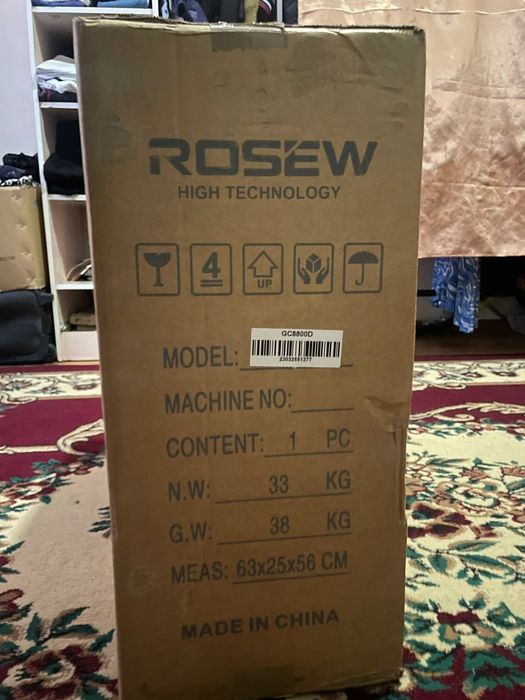 ROSEW
HIGH TECHNOLOGY
4
UP
GC8800D
MODEL:
23032551377
MACHINE NO:
CONTENT: 1 PC
N.W: 33 KG
G.W: 38 KG
MEAS: 63x25x56 CM
MADE IN CHINA